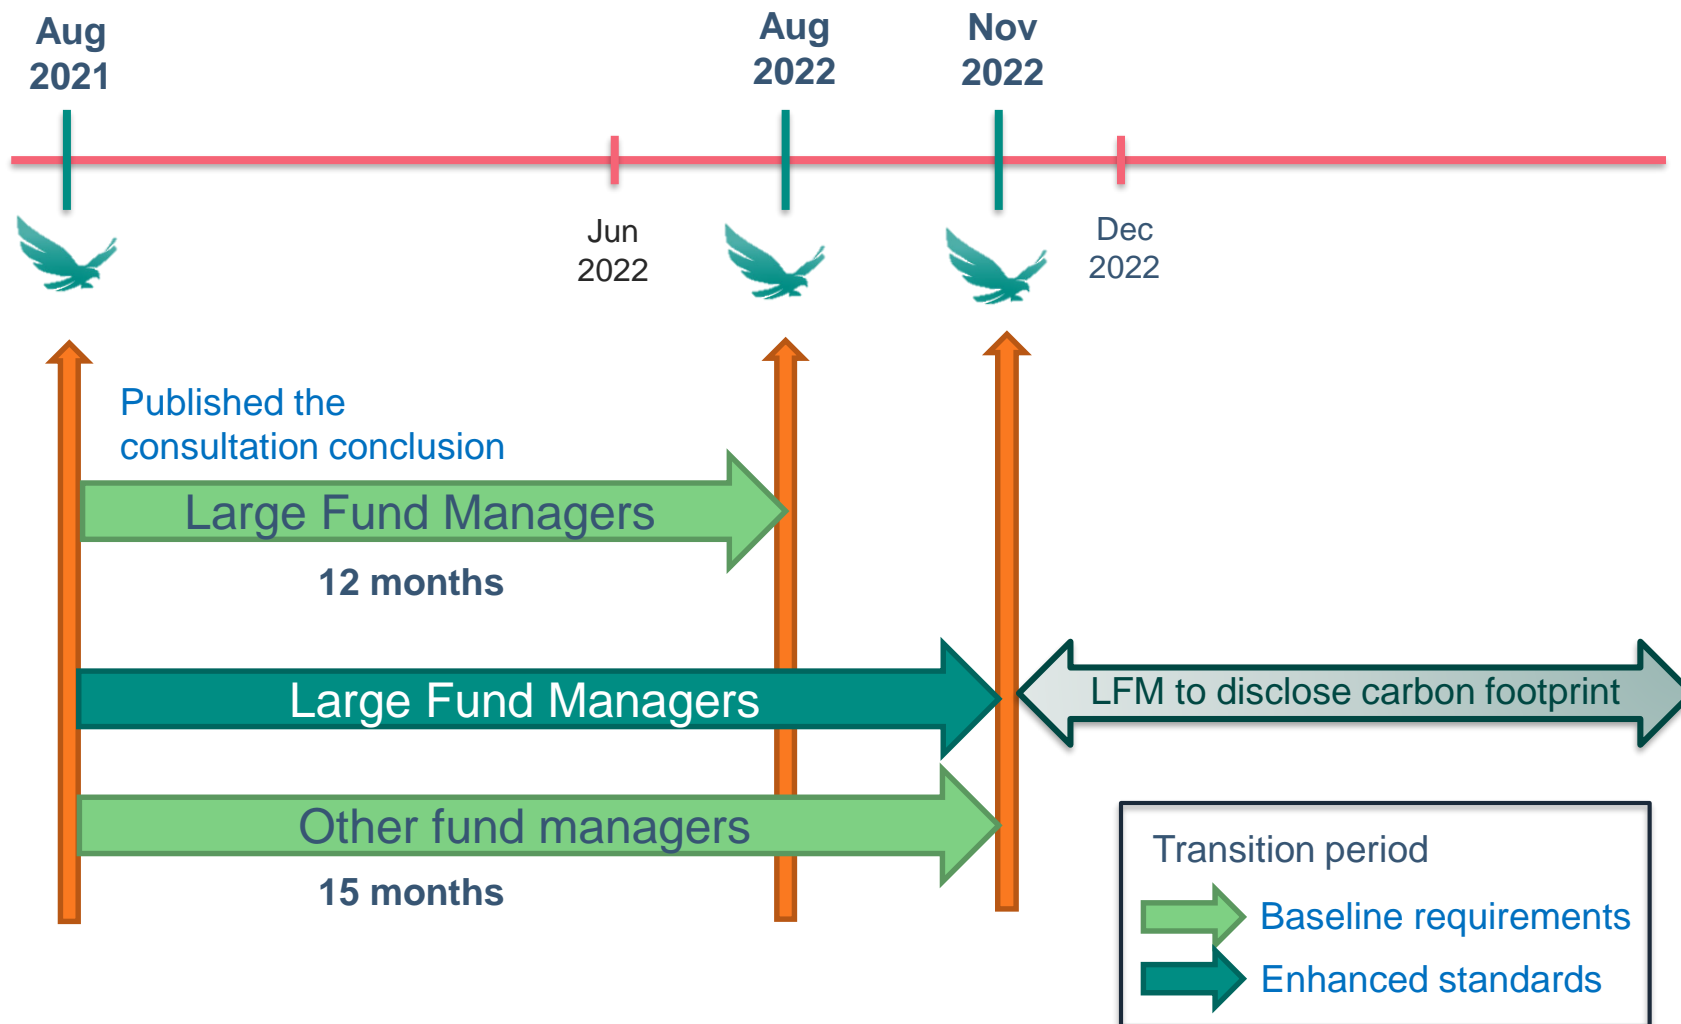 Aug
2021
Aug
2022
Nov
2022
Jun
2022
Dec
2022
Published the
consultation conclusion
Large Fund Managers
12 months
Large Fund Managers
LFM to disclose carbon footprint
Other fund managers
15 months
Transition period
Baseline requirements
Enhanced standards